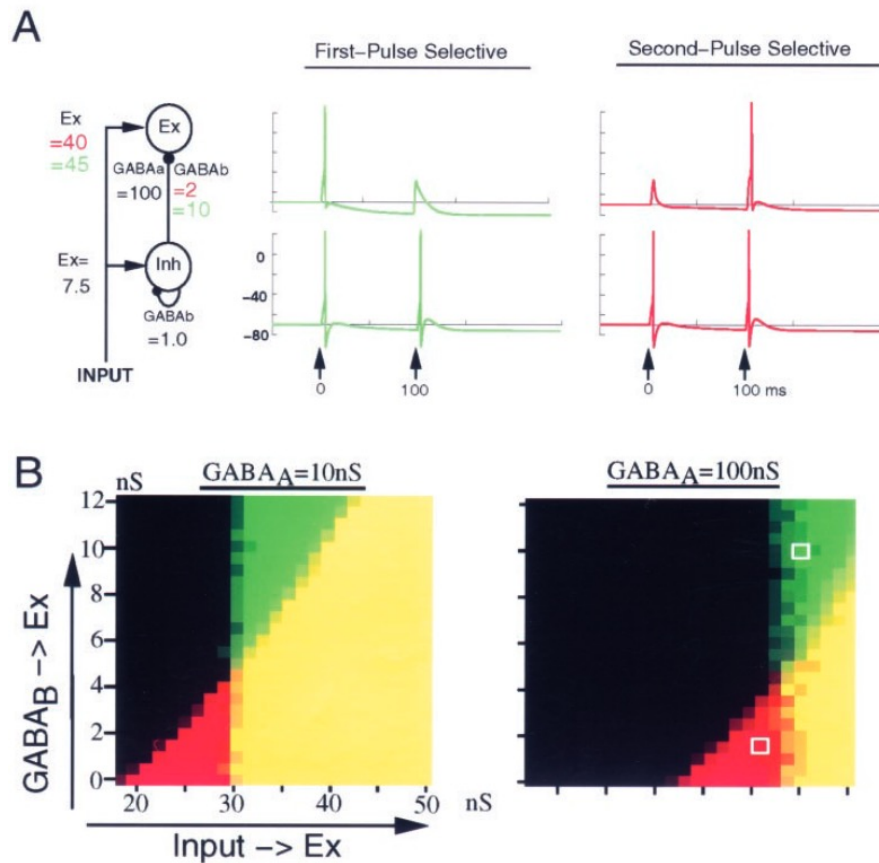 A
First–Pulse Selective
Second–Pulse Selective
Ex
=40
=45
Ex
GABAa
=100
GABAb
=2
=10
Ex=
7.5
Inh
GABAb
=1.0
INPUT
0
−40
−80
0
100
0
100 ms
B
nS
GABAA=10nS
GABAA=100nS
12
10
8
6
4
2
0
GABAB –> Ex
20
30
40
50
nS
Input –> Ex